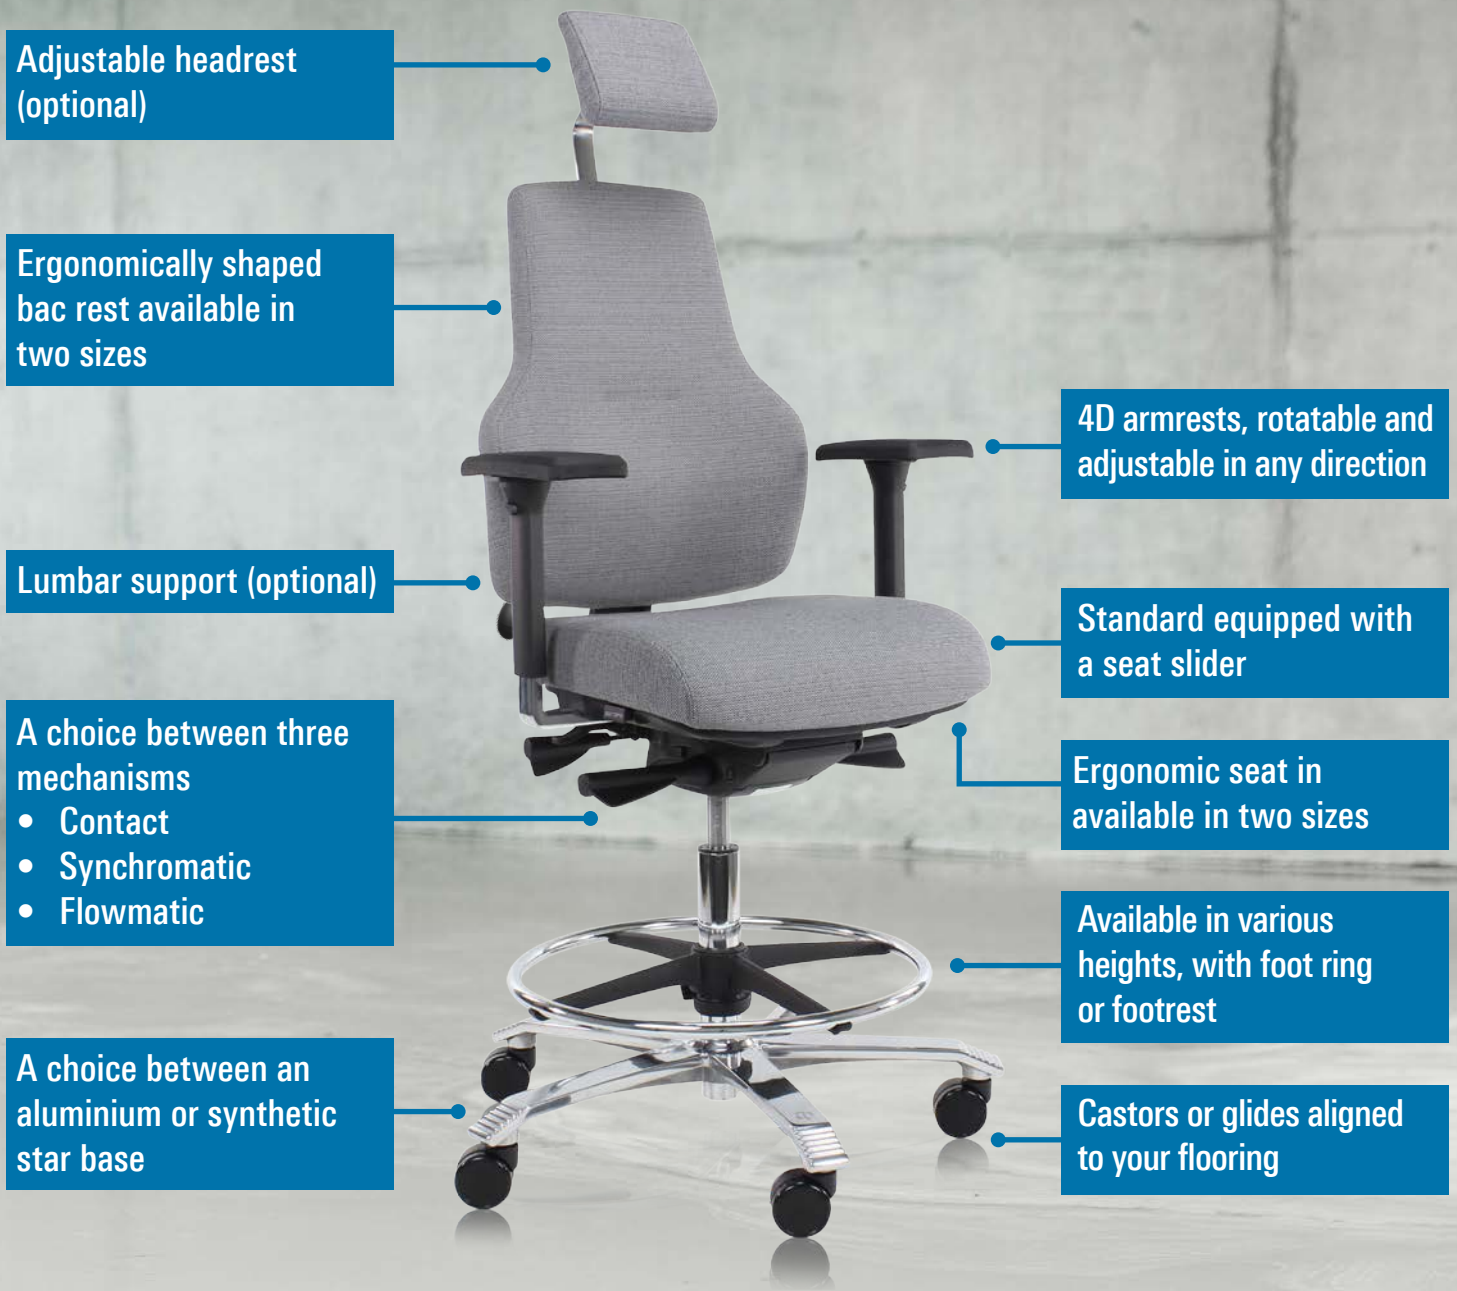 Adjustable headrest
(optional)
Ergonomically shaped
bac rest available in
two sizes
Lumbar support (optional)
A choice between three
mechanisms
• Contact
• Synchromatic
• Flowmatic
A choice between an
aluminium or synthetic
star base
4D armrests, rotatable and
adjustable in any direction
Standard equipped with
a seat slider
Ergonomic seat in
available in two sizes
Available in various
heights, with foot ring
or footrest
Castors or glides aligned
to your flooring